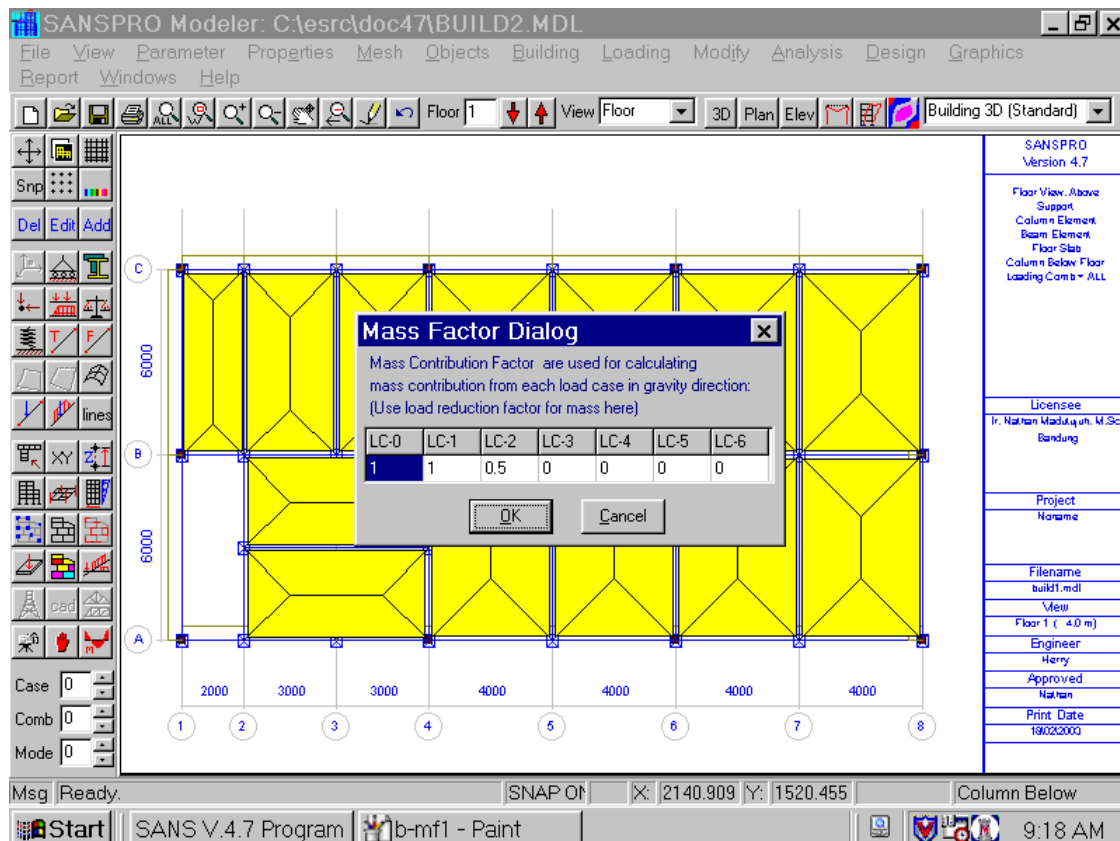 SANSPRO Modeler: C:\esrc\doc47\BUILD2.MDL
File View Parameter Properties Mesh Objects Building Loading Modify Analysis Design Graphics
Report Windows Help
ALL Floor 1 View Floor 3D Plan Elev Building 3D (Standard)
Snp
Del Edit Add
T F
lines
XY Z
cad
M
Case 0
Comb 0
Mode 0
C
B
A
6000
6000
2000 3000 3000 4000 4000 4000 4000
1 2 3 4 5 6 7 8
Mass Factor Dialog
Mass Contribution Factor are used for calculating
mass contribution from each load case in gravity direction:
(Use load reduction factor for mass here)
LC-0 LC-1 LC-2 LC-3 LC-4 LC-5 LC-6
1 1 0.5 0 0 0 0
OK Cancel
SANSPRO
Version 4.7
Floor View. Above
Support
Column Element
Beam Element
Floor Slab
Column Below Floor
Loading Comb = ALL
Licensee
Ir. Nathan Madutujuh. M.Sc
Bandung
Project
Noname
Filename
build1.mdl
View
Floor 1 ( 4.0 m)
Engineer
Herry
Approved
Nathan
Print Date
Msg Ready. SNAP ON X: 2140.909 Y: 1520.455 Column Below
Start SANS V.4.7 Program b-mf1 - Paint 9:18 AM